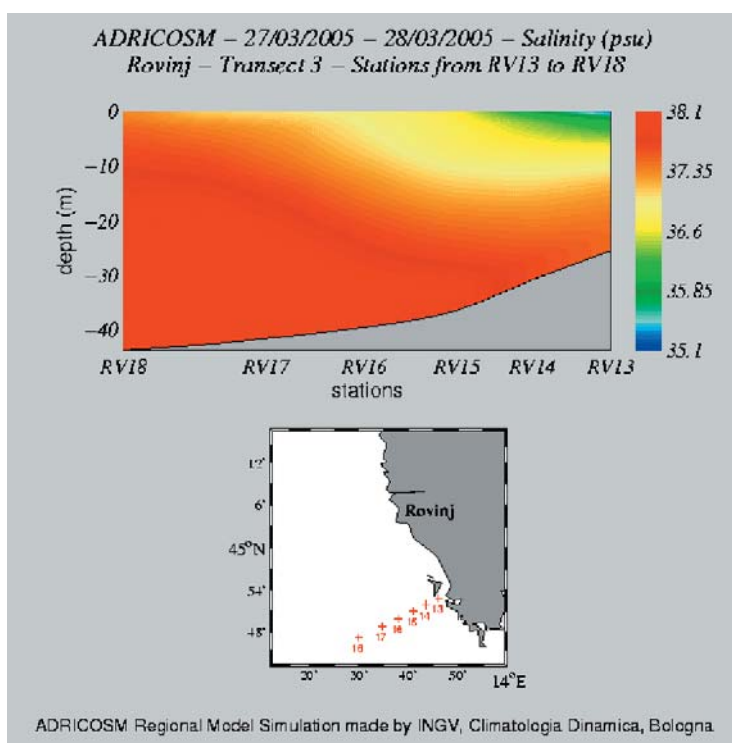 ADRICOSM – 27/03/2005 – 28/03/2005 – Salinity (psu)
Rovinj – Transect 3 – Stations from RV13 to RV18
0
–10
–20
–30
–40
depth (m)
38.1
37.35
36.6
35.85
35.1
RV18 RV17 RV16 RV15 RV14 RV13
stations
12'
6'
45°N
54'
48'
Rovinj
13
14
15
16
17
18
20' 30' 40' 50' 14°E
ADRICOSM Regional Model Simulation made by INGV, Climatologia Dinamica, Bologna